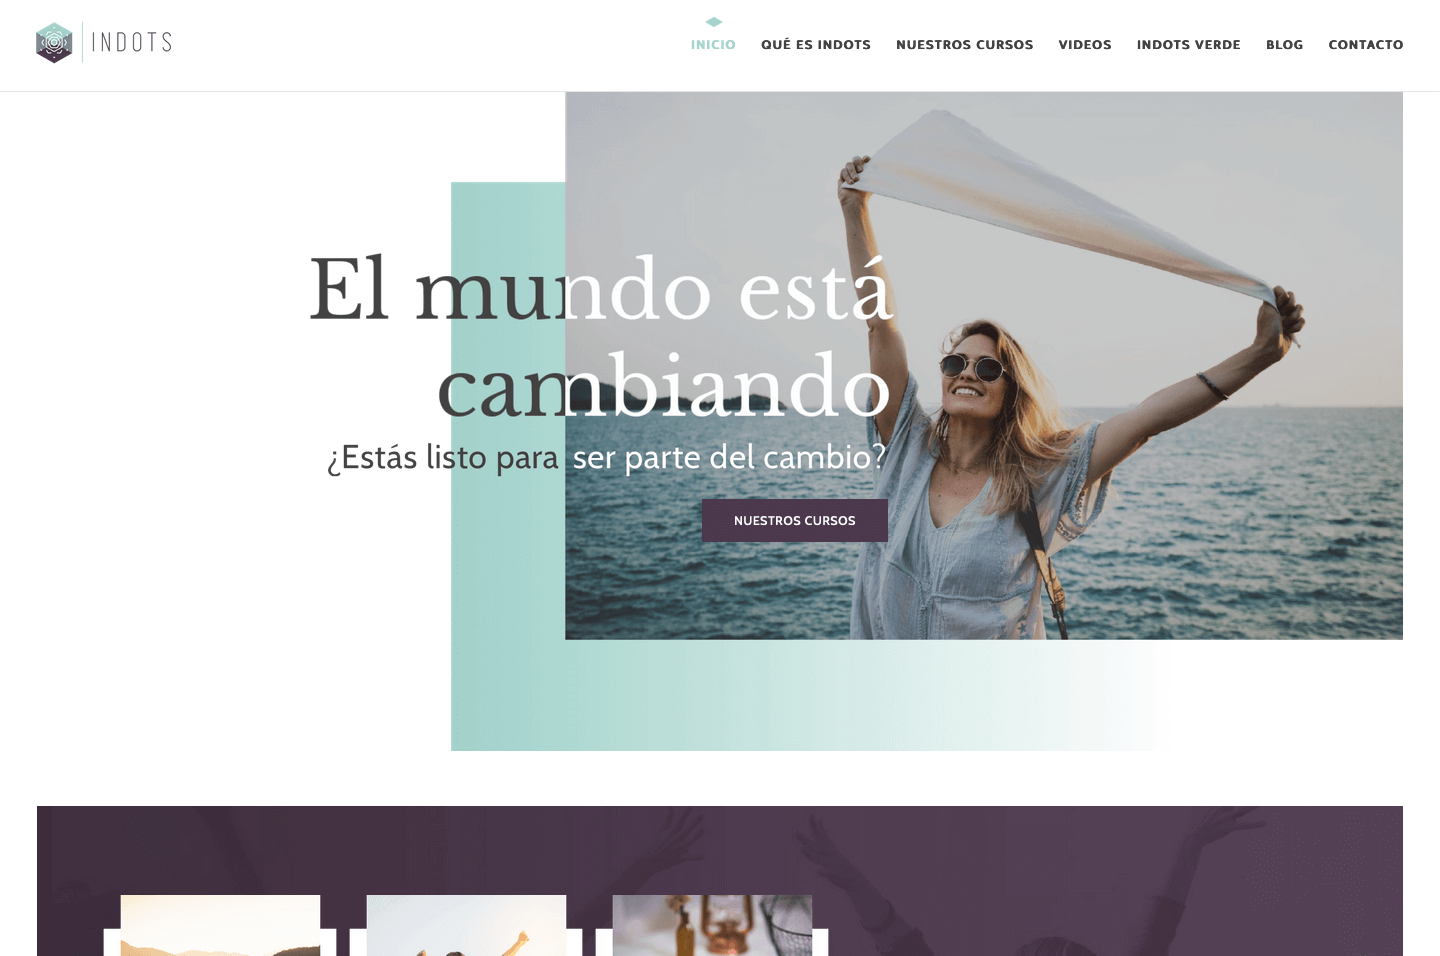 INDOTS
INICIO
QUÉ ES INDOTS
NUESTROS CURSOS
VIDEOS
INDOTS VERDE
BLOG
CONTACTO
El mundo está
cambiando
¿Estás listo para ser parte del cambio?
NUESTROS CURSOS